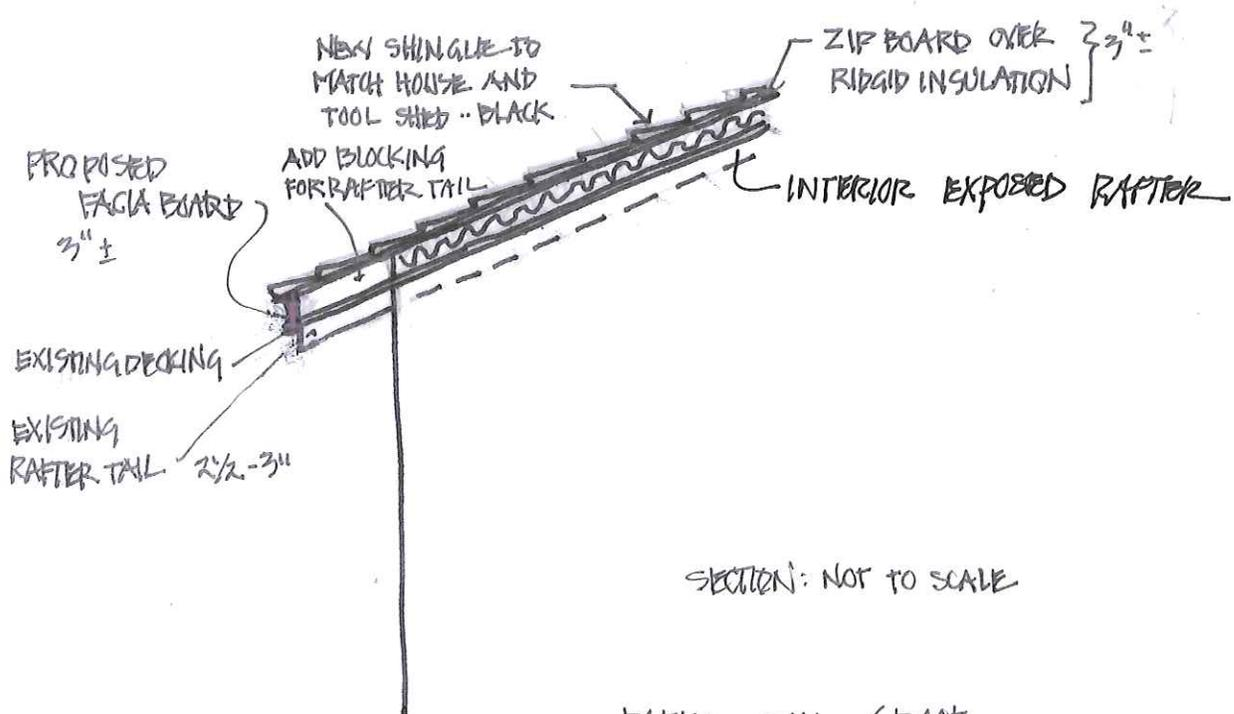 NEW SHINGLE TO
MATCH HOUSE AND
TOOL SHED -- BLACK
ZIP BOARD OVER
RIDGID INSULATION
3" ±
PROPOSED
FACIA BOARD
3" ±
ADD BLOCKING
FOR RAFTER TAIL
INTERIOR EXPOSED RAFTER
EXISTING DECKING
EXISTING
RAFTER TAIL 2½-3"
SECTION: NOT TO SCALE